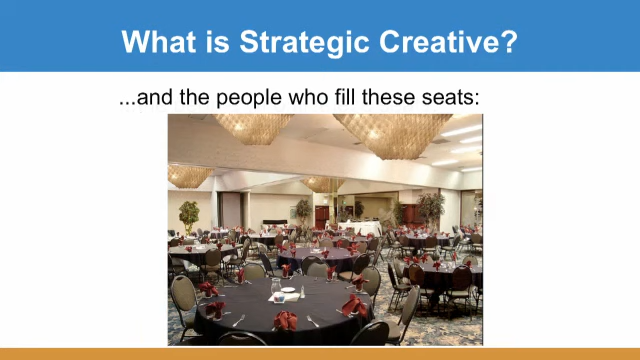 What is Strategic Creative?
...and the people who fill these seats: